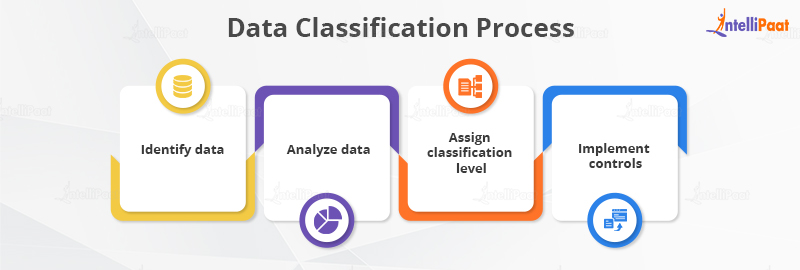 Data Classification Process
IntelliPaat
Identify data
Analyze data
Assign
classification
level
Implement
controls